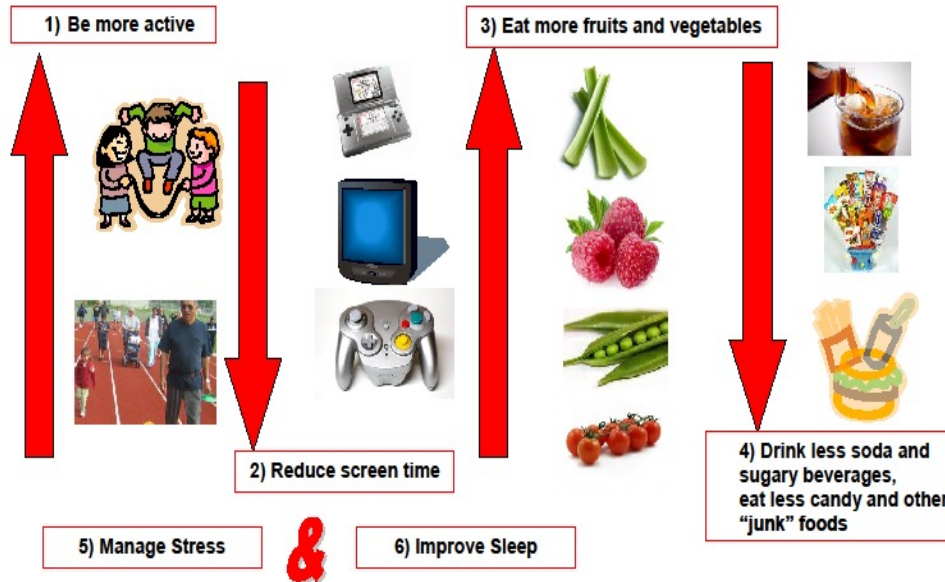 1) Be more active
3) Eat more fruits and vegetables
2) Reduce screen time
4) Drink less soda and
sugary beverages,
eat less candy and other
“junk” foods
5) Manage Stress
&
6) Improve Sleep